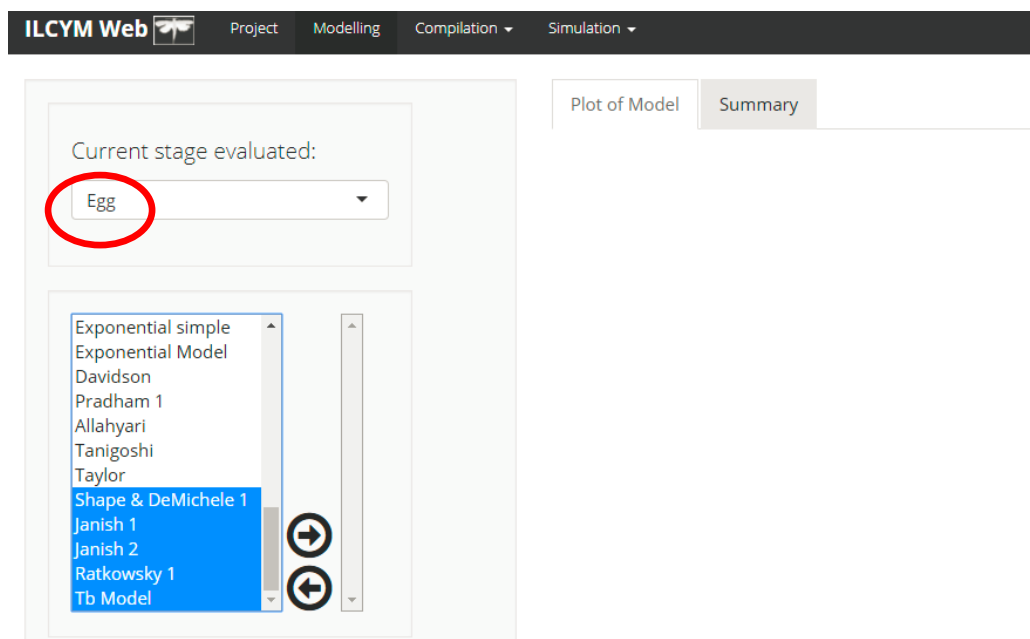 ILCYM Web Project Modelling Compilation Simulation
Plot of Model Summary
Current stage evaluated:
Egg
Exponential simple
Exponential Model
Davidson
Pradham 1
Allahyari
Tanigoshi
Taylor
Shape & DeMichele 1
Janish 1
Janish 2
Ratkowsky 1
Tb Model